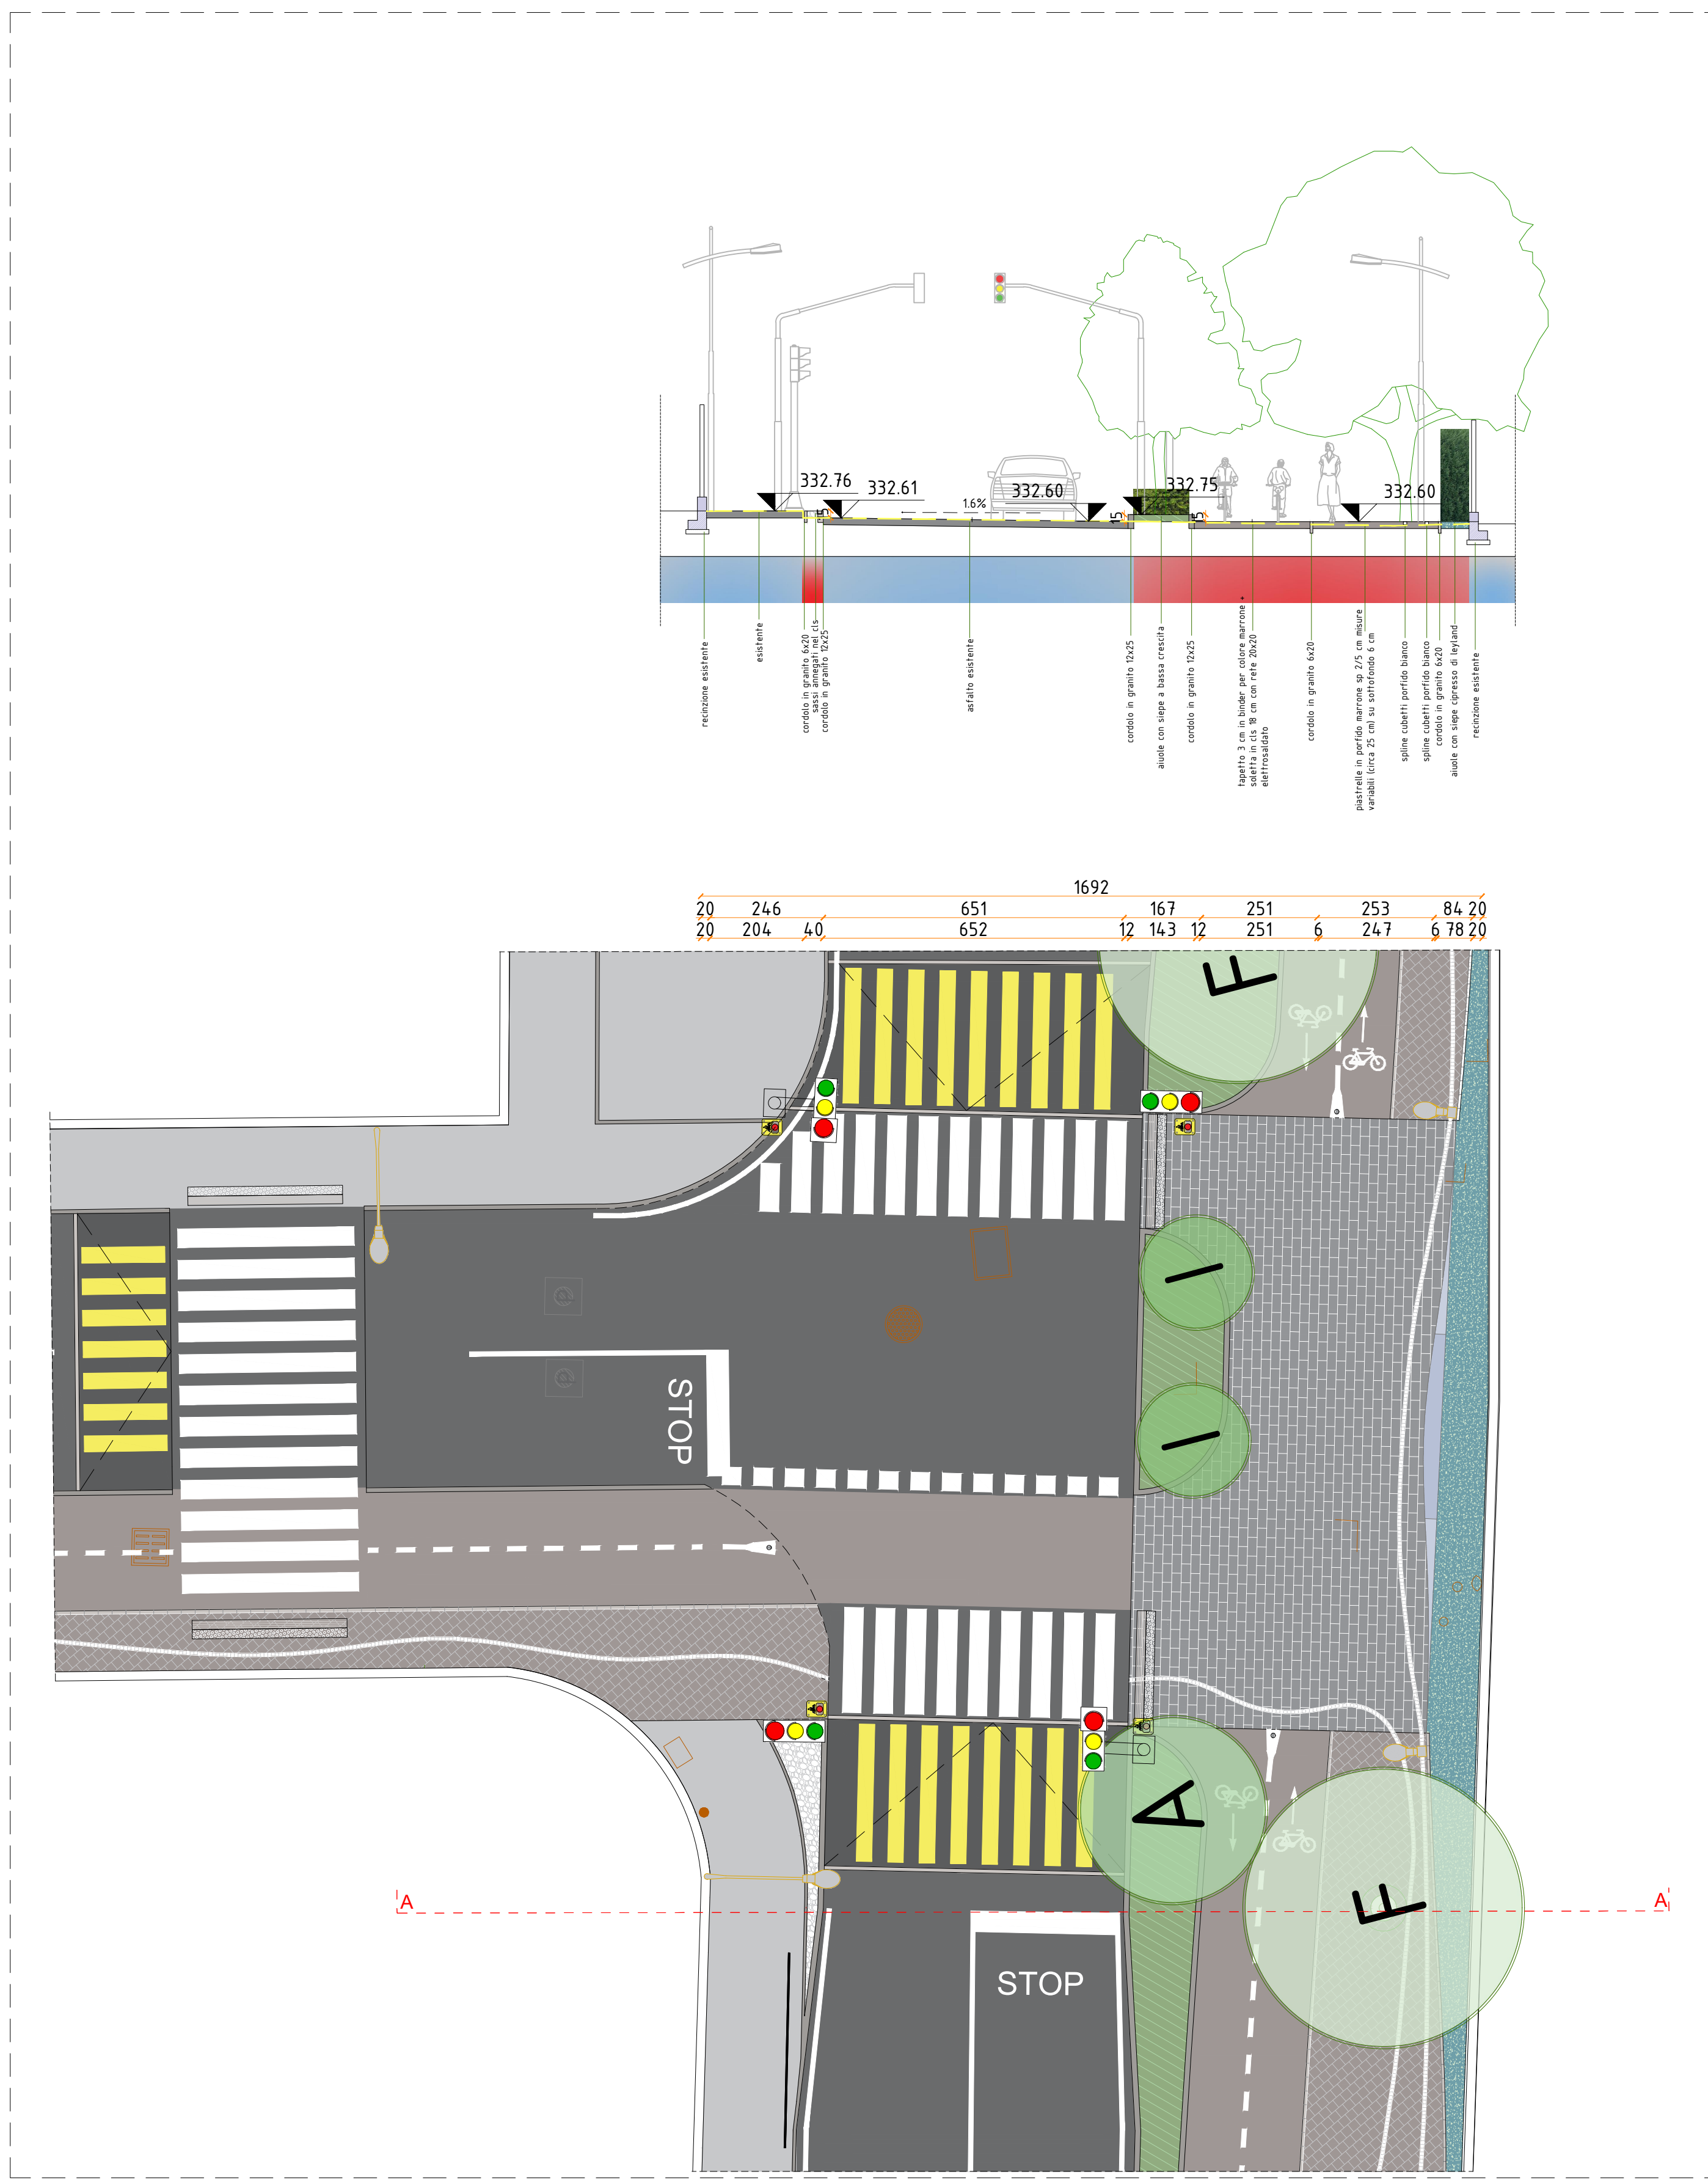 332.76
332.61
1.6%
332.60
332.75
332.60
15
15
15
recinzione esistente
esistente
cordolo in granito 6x20
sassi annegati nel cls
cordolo in granito 12x25
asfalto esistente
cordolo in granito 12x25
aiuole con siepe a bassa crescita
cordolo in granito 12x25
tapetto 3 cm in binder per colore marrone +
soletta in cls 18 cm con rete 20x20
elettrosaldato
cordolo in granito 6x20
piastrelle in porfido marrone sp 2/5 cm misure
variabili (circa 25 cm) su sottofondo 6 cm
spline cubetti porfido bianco
spline cubetti porfido bianco
cordolo in granito 6x20
aiuole con siepe cipresso di leyland
recinzione esistente
1692
20 246 651 167 251 253 84 20
20 204 40 652 12 143 12 251 6 247 6 78 20
F
I
STOP
I
A
F
A A
STOP